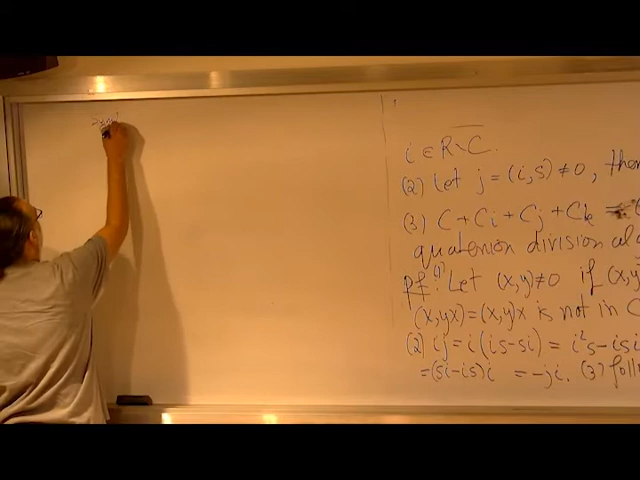 i ∈ R∖C.
(2) Let j = (i,s) ≠ 0, then
(3) C + Ci + Cj + Ck =
quaternion division al
pf: (1) Let (x,y) ≠ 0 if (x,y
(x,yx) = (x,y)x is not in C
(2) ij = i(is-si) = i²s-isi
=(si-is)i = -ji. (3) foll